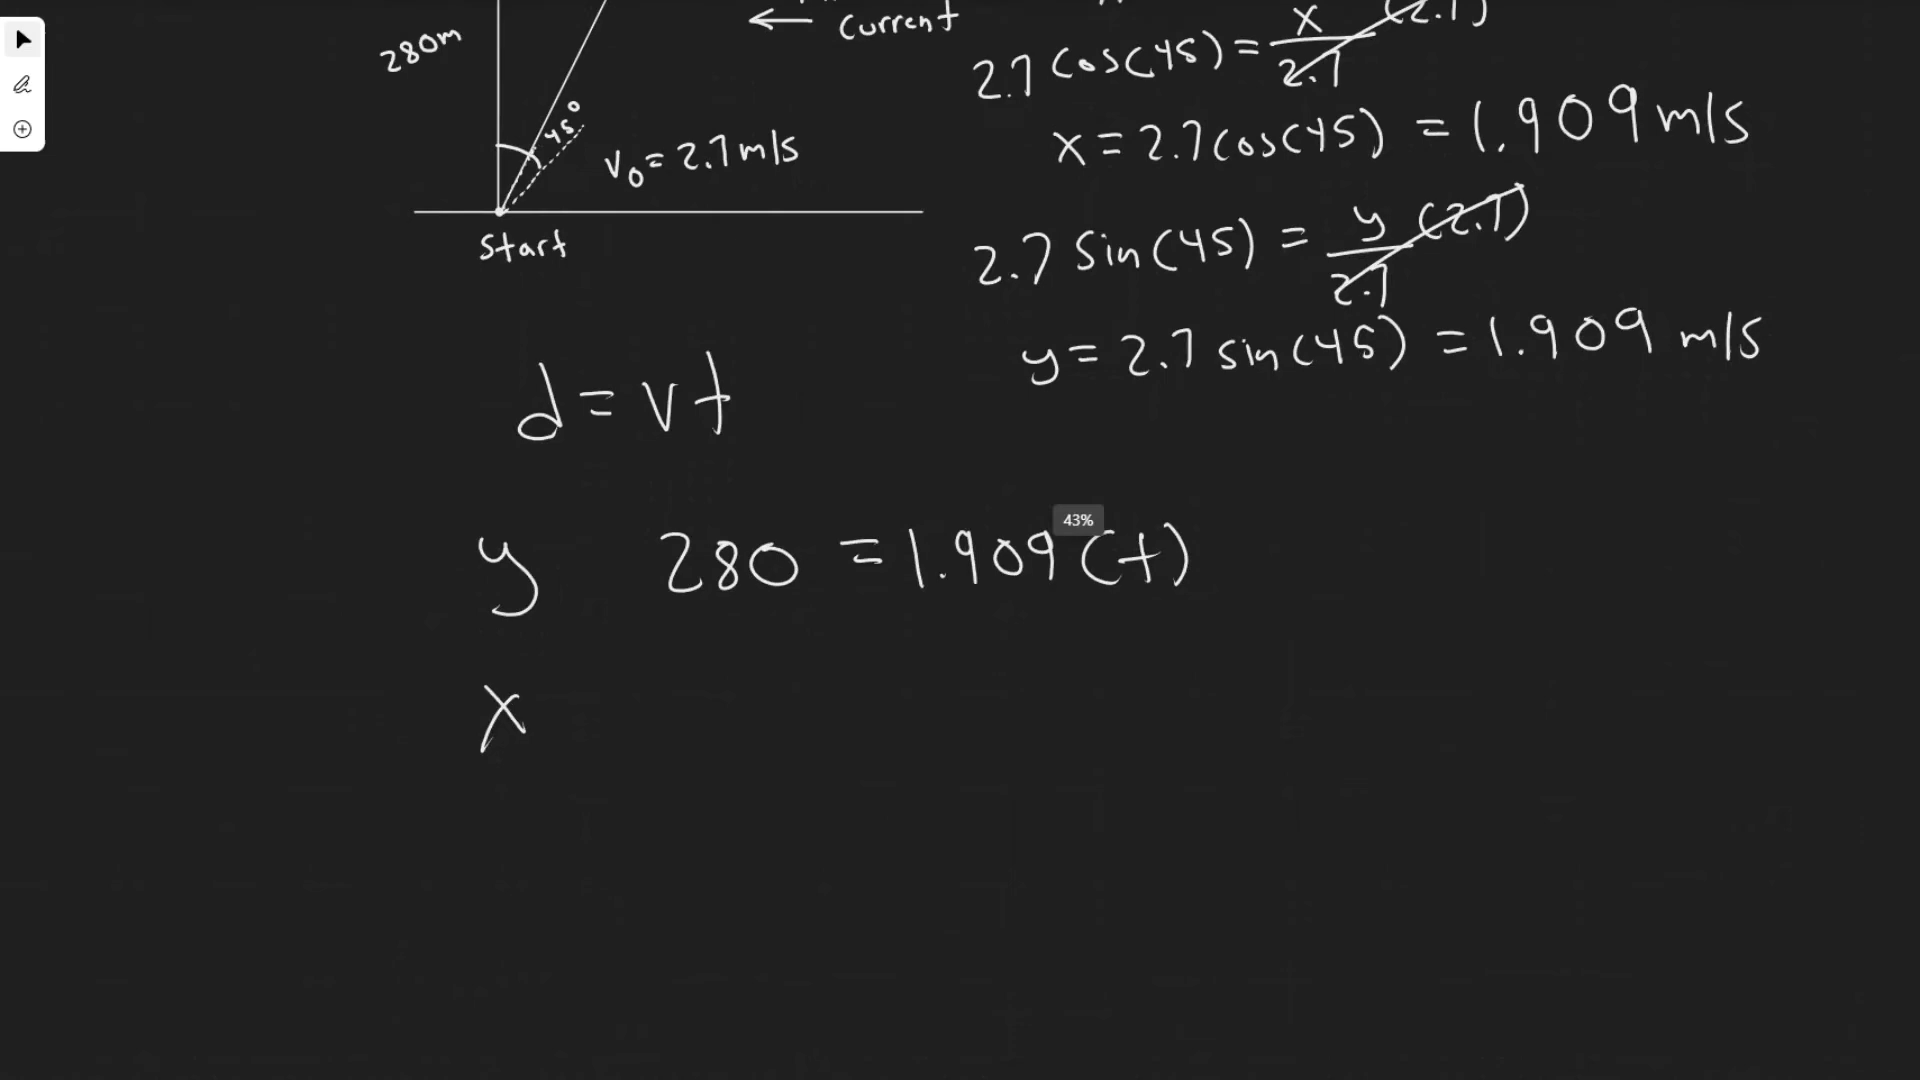 280m
← Current
45°
v₀ = 2.7 m/s
Start
2.7 cos(45) = x/2.7 (2.7)
x = 2.7 cos(45) = 1.909 m/s
2.7 sin(45) = y/2.7 (2.7)
y = 2.7 sin(45) = 1.909 m/s
d = vt
43%
y 280 = 1.909(t)
x